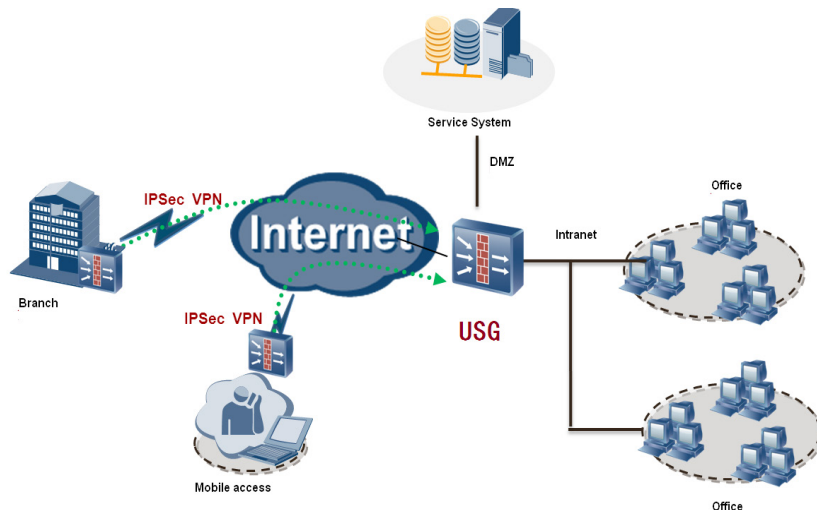 Service System
DMZ
Office
IPSec VPN
Internet
Intranet
Branch
IPSec VPN
USG
Mobile access
Office